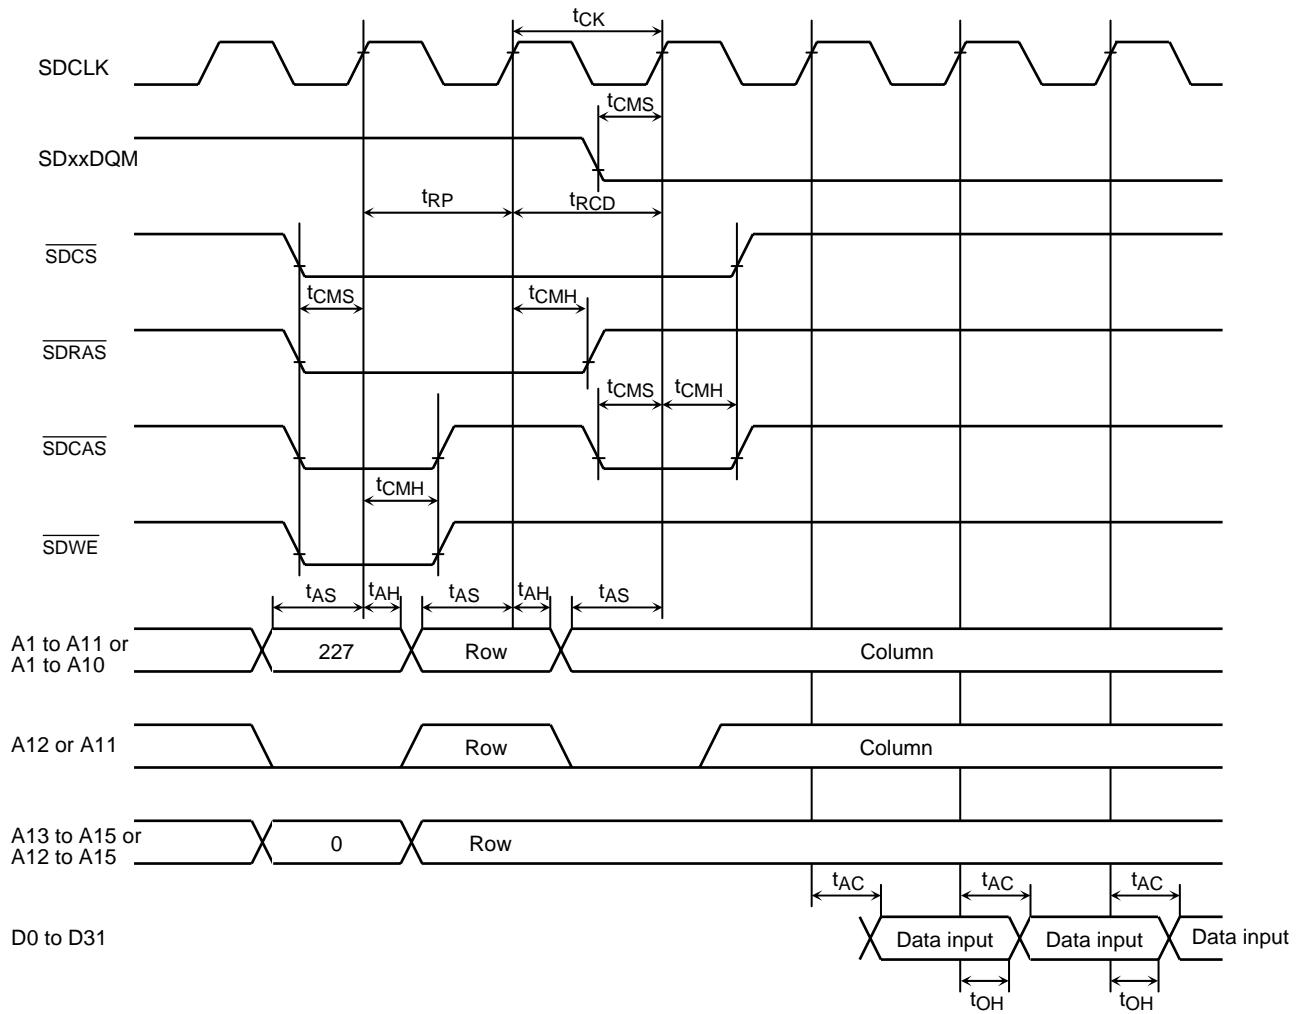 tCK
SDCLK
tCMS
SDxxDQM
tRP
tRCD
SDCS
tCMS
tCMH
SDRAS
tCMS
tCMH
SDCAS
tCMH
SDWE
tAS
tAH
tAS
tAH
tAS
A1 to A11 or
A1 to A10
227
Row
Column
A12 or A11
Row
Column
A13 to A15 or
A12 to A15
0
Row
tAC
tAC
tAC
D0 to D31
Data input
Data input
Data input
tOH
tOH